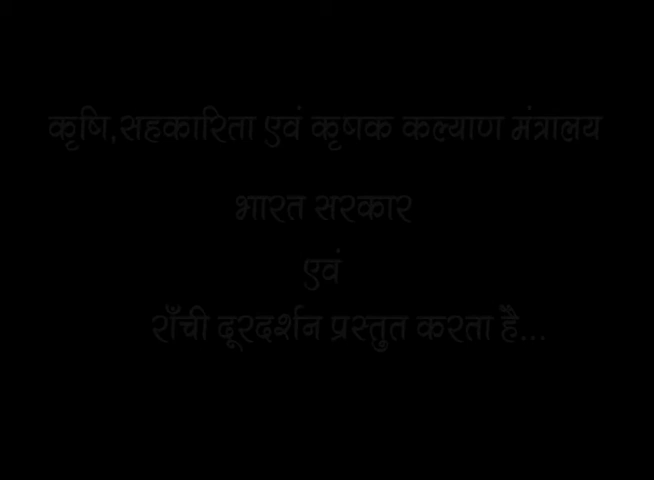 कृषि,सहकारिता एवं कृषक कल्याण मंत्रालय
भारत सरकार
एवं
राँची दूरदर्शन प्रस्तुत करता है...